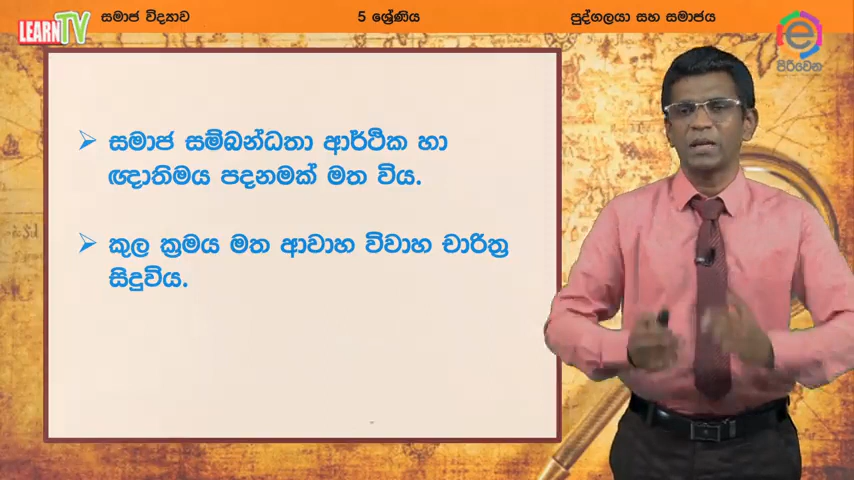 LEARN TV
සමාජ විද්‍යාව
5 ශ්‍රේණිය
පුද්ගලයා සහ සමාජය
e
පිරිවෙන
සමාජ සම්බන්ධතා ආර්ථික හා
ඥාතිමය පදනමක් මත විය.
කුල ක්‍රමය මත ආවාහ විවාහ චාරිත්‍ර
සිදුවිය.